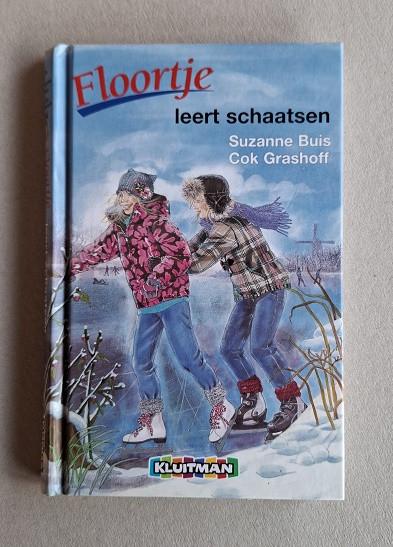 Floortje
leert schaatsen
Suzanne Buis
Cok Grashoff
KLUITMAN